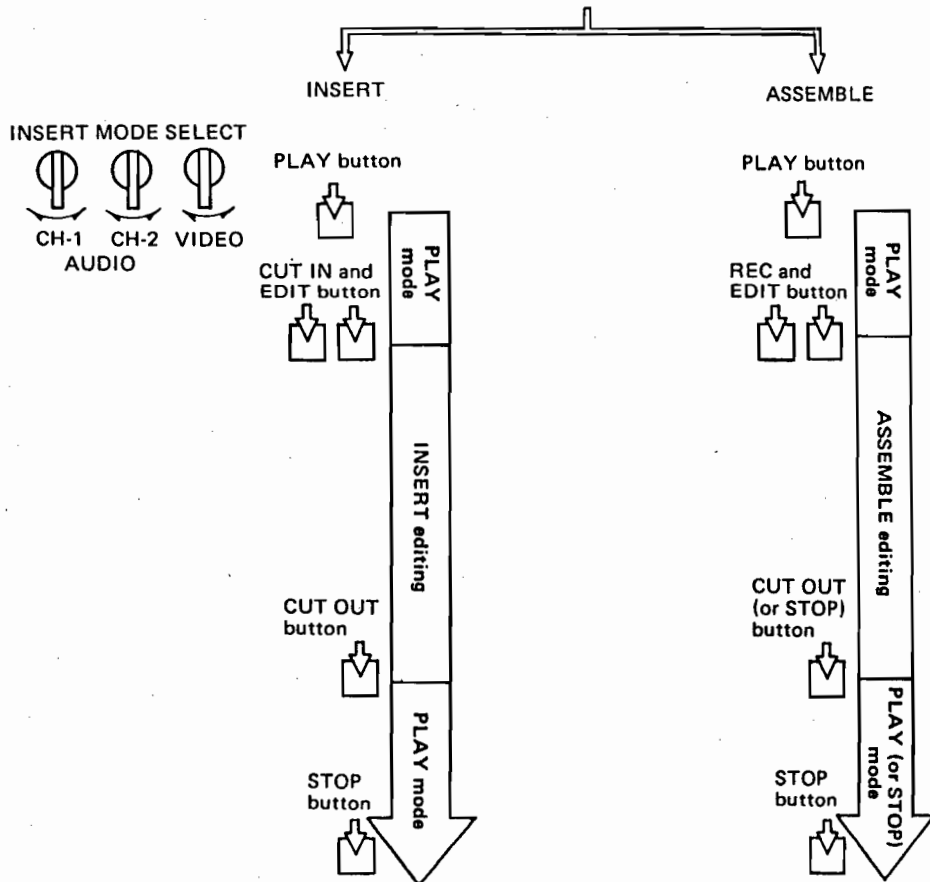 INSERT
ASSEMBLE
INSERT MODE SELECT
CH-1
CH-2
VIDEO
AUDIO
PLAY button
CUT IN and
EDIT button
CUT OUT
button
STOP
button
PLAY
mode
INSERT editing
PLAY mode
PLAY button
REC and
EDIT button
CUT OUT
(or STOP)
button
STOP
button
PLAY
mode
ASSEMBLE editing
PLAY (or STOP)
mode